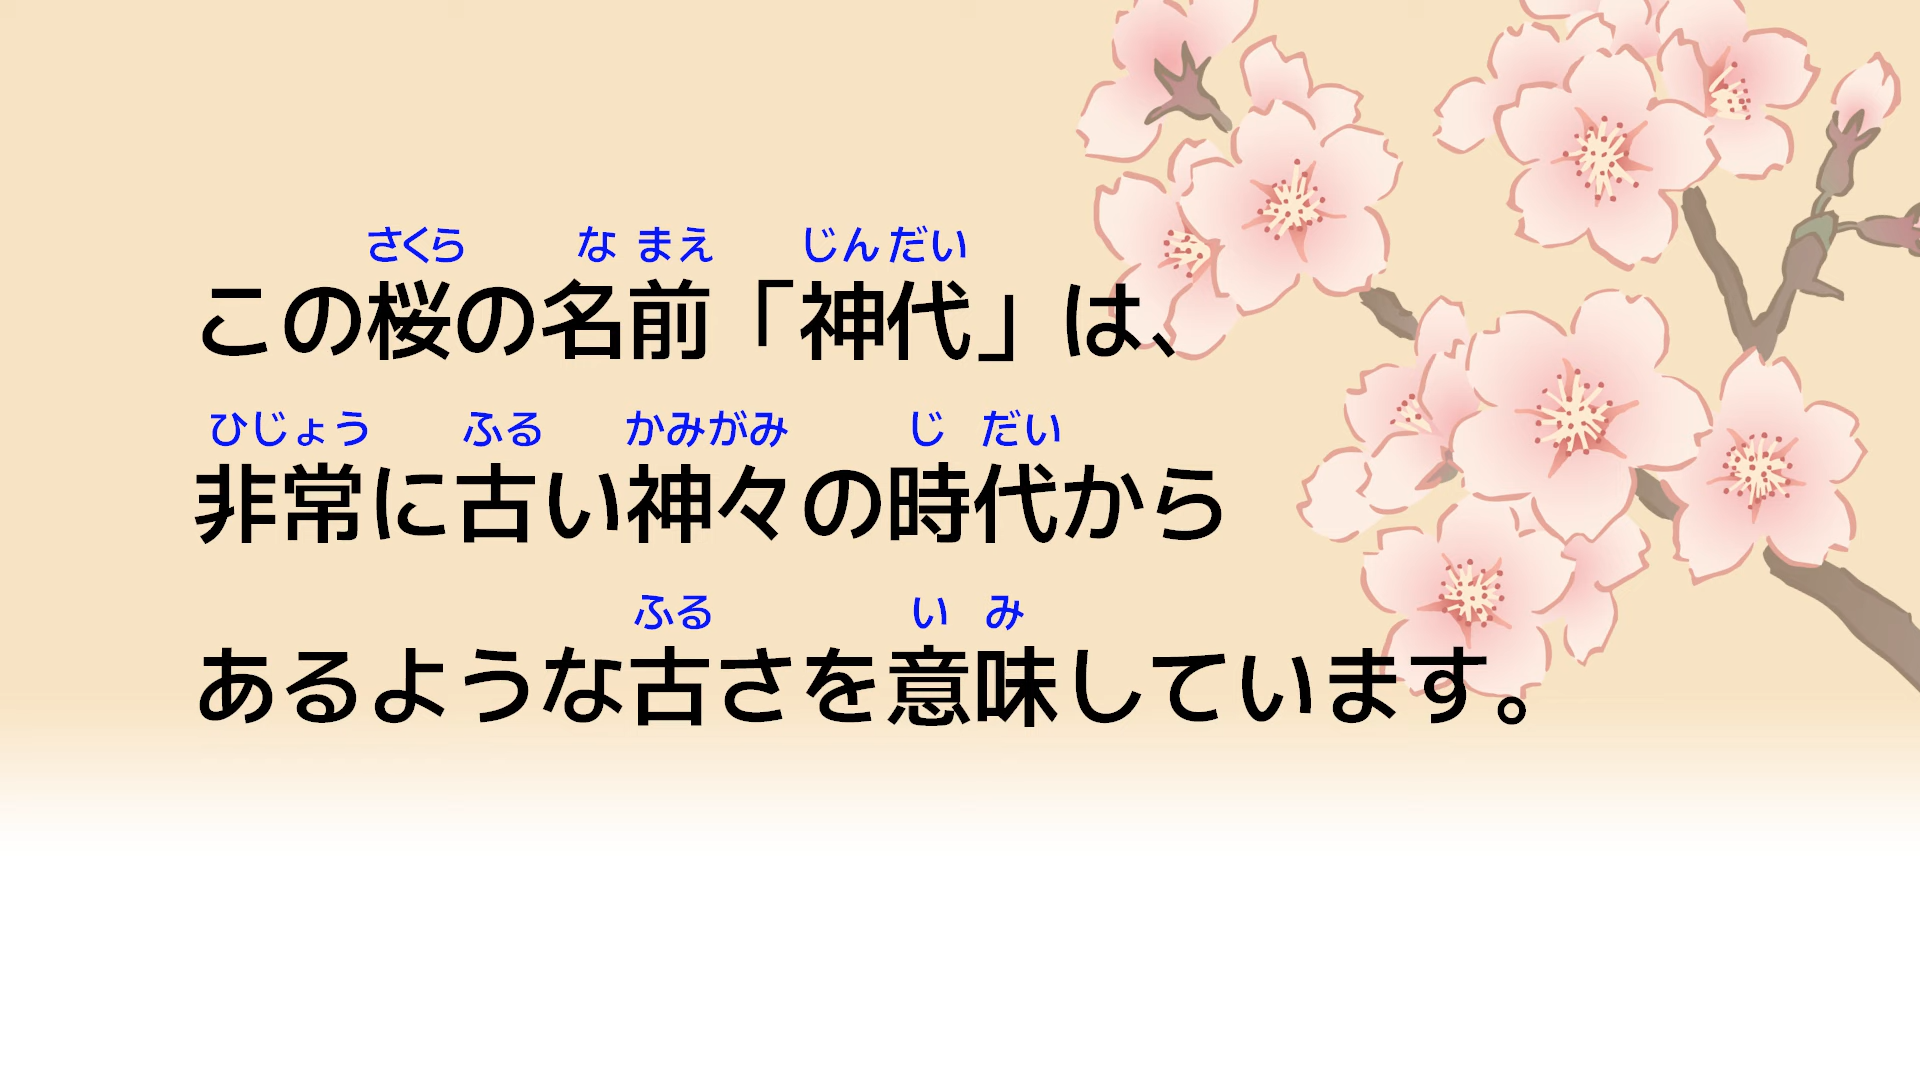 さくら な まえ じん だい
この桜の名前「神代」は、
ひじょう ふる かみがみ じ だい
非常に古い神々の時代から
ふる い み
あるような古さを意味しています。